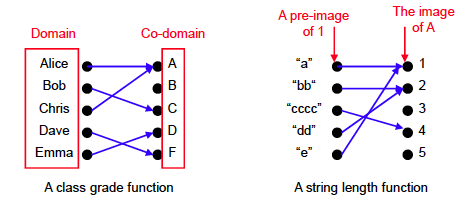 Domain
Co-domain
Alice
A
Bob
B
Chris
C
Dave
D
Emma
F
A class grade function
A pre-image
of 1
The image
of A
"a"
1
"bb"
2
"cccc"
3
"dd"
4
"e"
5
A string length function